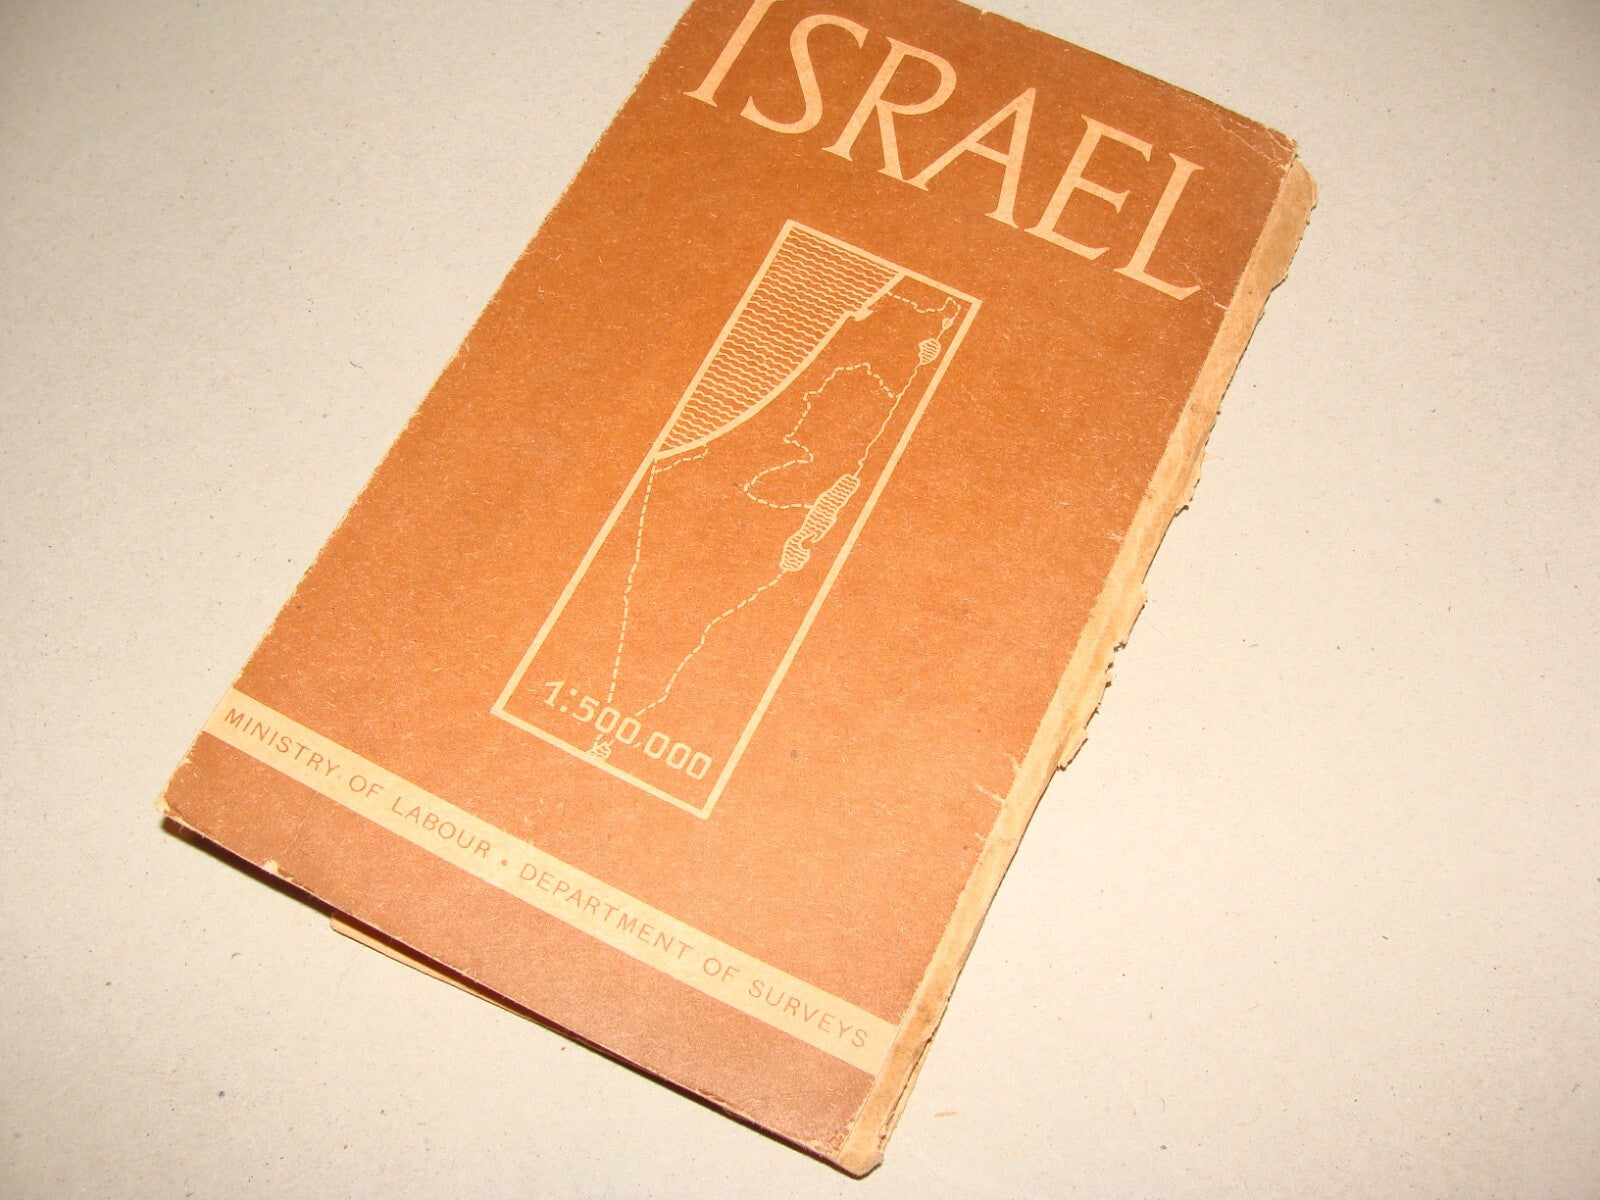 ISRAEL
1:500,000
MINISTRY OF LABOUR • DEPARTMENT OF SURVEYS